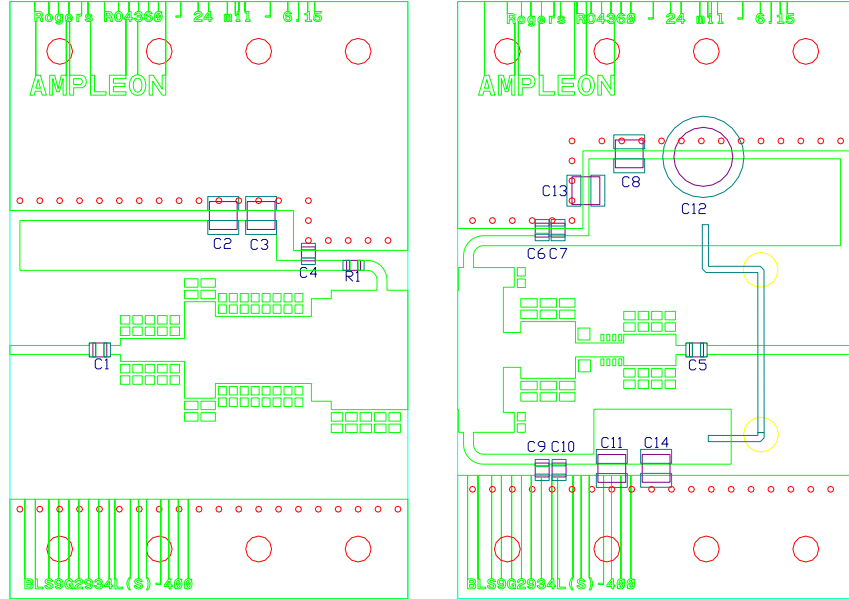 Rogers RO4360 - 24 mil - 6.15
AMPLEON
C2
C3
C4
R1
C1
BLS9G2934L(S)-400
Rogers RO4360 - 24 mil - 6.15
AMPLEON
C13
C8
C12
C6
C7
C5
C9
C10
C11
C14
BLS9G2934L(S)-400